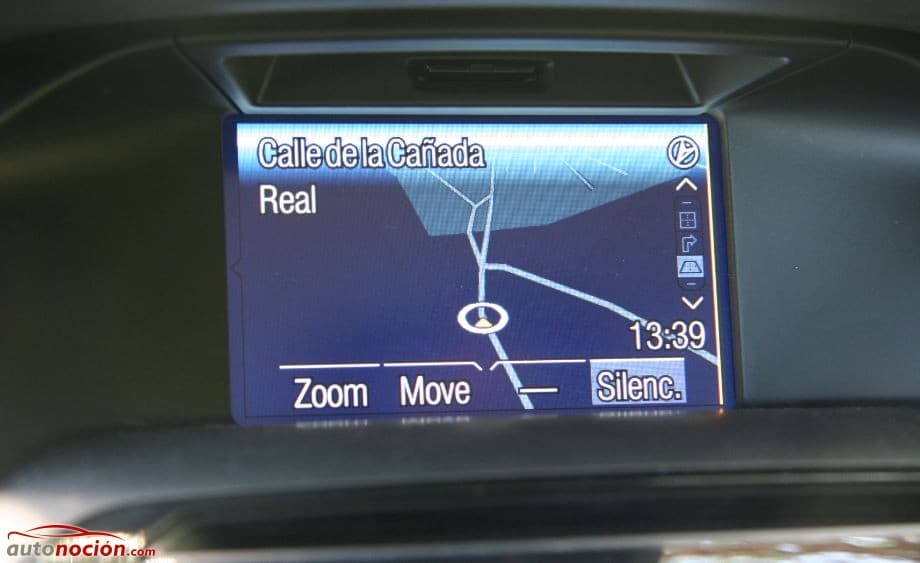 Calle de la Cañada
Real
13:39
Zoom Move — Silenc.
autonoción.com